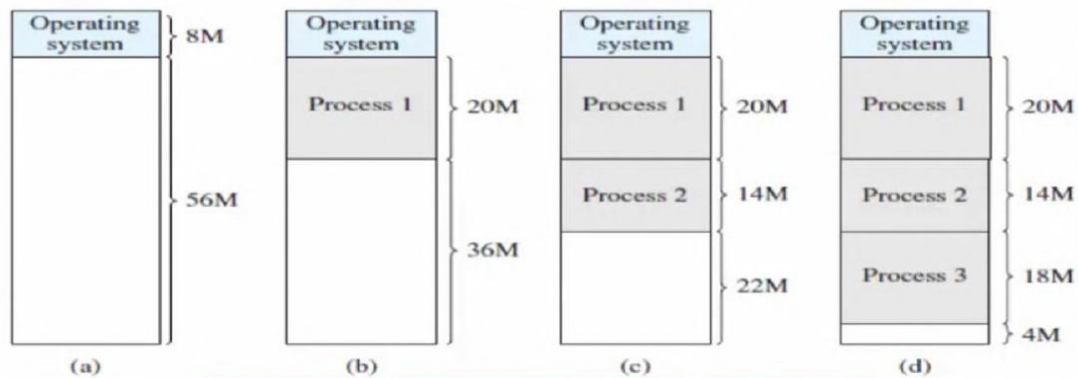 Operating
system
8M
56M
(a)
Operating
system
Process 1
20M
36M
(b)
Operating
system
Process 1
20M
Process 2
14M
22M
(c)
Operating
system
Process 1
20M
Process 2
14M
Process 3
18M
4M
(d)